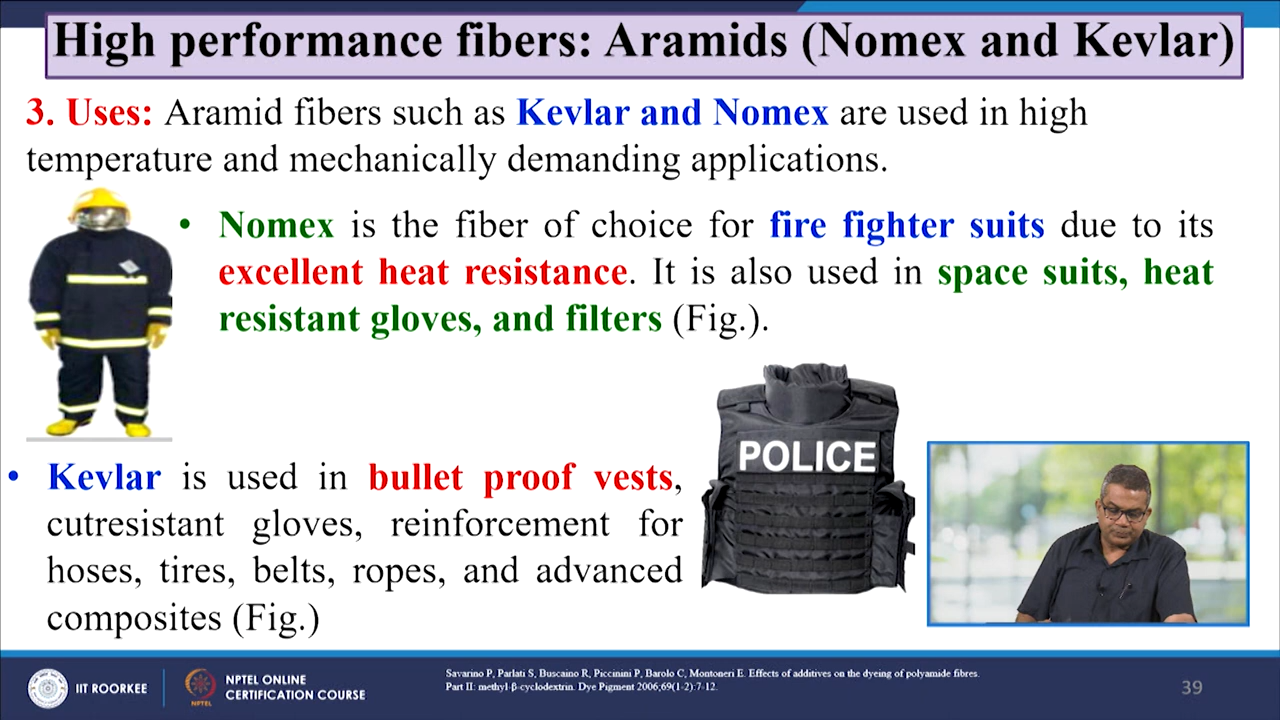 High performance fibers: Aramids (Nomex and Kevlar)
3. Uses: Aramid fibers such as Kevlar and Nomex are used in high
temperature and mechanically demanding applications.
• Nomex is the fiber of choice for fire fighter suits due to its
excellent heat resistance. It is also used in space suits, heat
resistant gloves, and filters (Fig.).
POLICE
• Kevlar is used in bullet proof vests,
cutresistant gloves, reinforcement for
hoses, tires, belts, ropes, and advanced
composites (Fig.)
IIT ROORKEE
NPTEL ONLINE
CERTIFICATION COURSE
NPTEL
Savarino P, Parlati S, Buscaino R, Piccinini P, Barolo C, Montoneri E. Effects of additives on the dyeing of polyamide fibres.
Part II: methyl-β-cyclodextrin. Dye Pigment 2006;69(1-2):7-12.
39